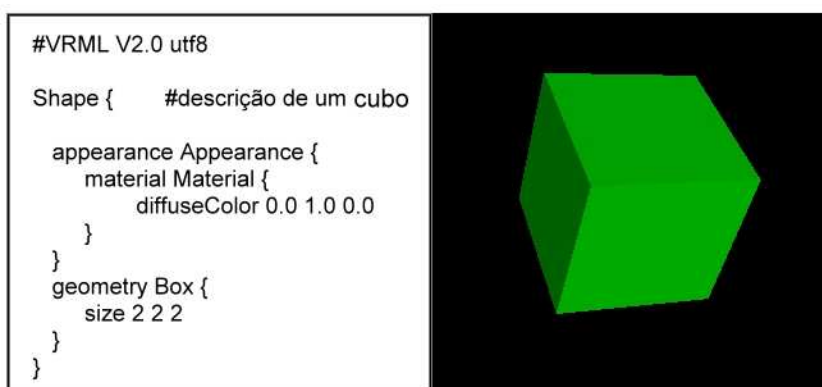 #VRML V2.0 utf8
Shape { #descrição de um cubo
appearance Appearance {
material Material {
diffuseColor 0.0 1.0 0.0
}
}
geometry Box {
size 2 2 2
}
}